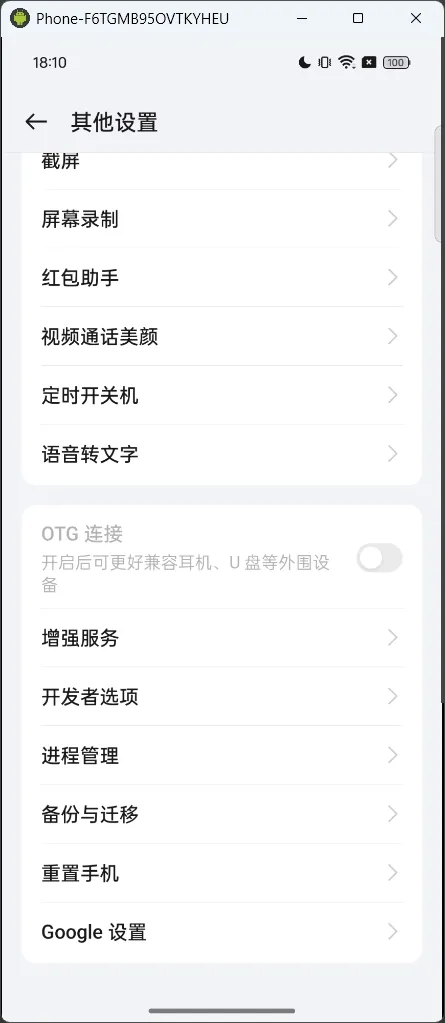 Phone-F6TGMB95OVTKYHEU
18:10
100
其他设置
截屏
屏幕录制
红包助手
视频通话美颜
定时开关机
语音转文字
OTG 连接
开启后可更好兼容耳机、U 盘等外围设
备
增强服务
开发者选项
进程管理
备份与迁移
重置手机
Google 设置